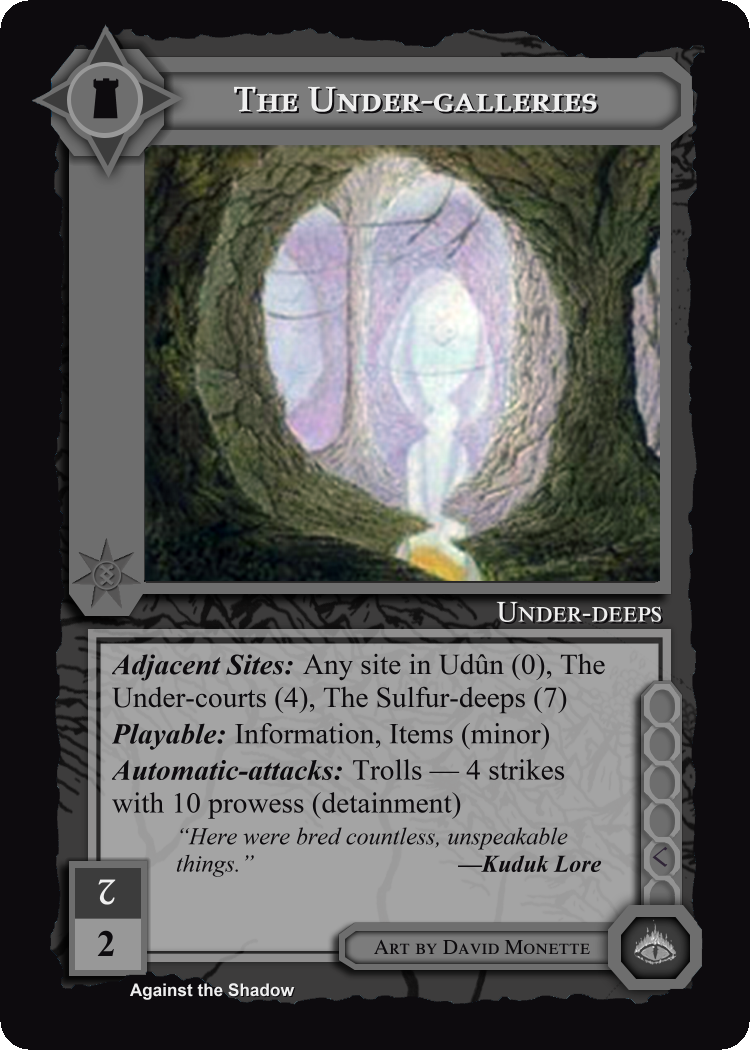 The Under-galleries
Under-deeps
Adjacent Sites: Any site in Udûn (0), The
Under-courts (4), The Sulfur-deeps (7)
Playable: Information, Items (minor)
Automatic-attacks: Trolls — 4 strikes
with 10 prowess (detainment)
“Here were bred countless, unspeakable
things.” —Kuduk Lore
2
2
Art by David Monette
Against the Shadow